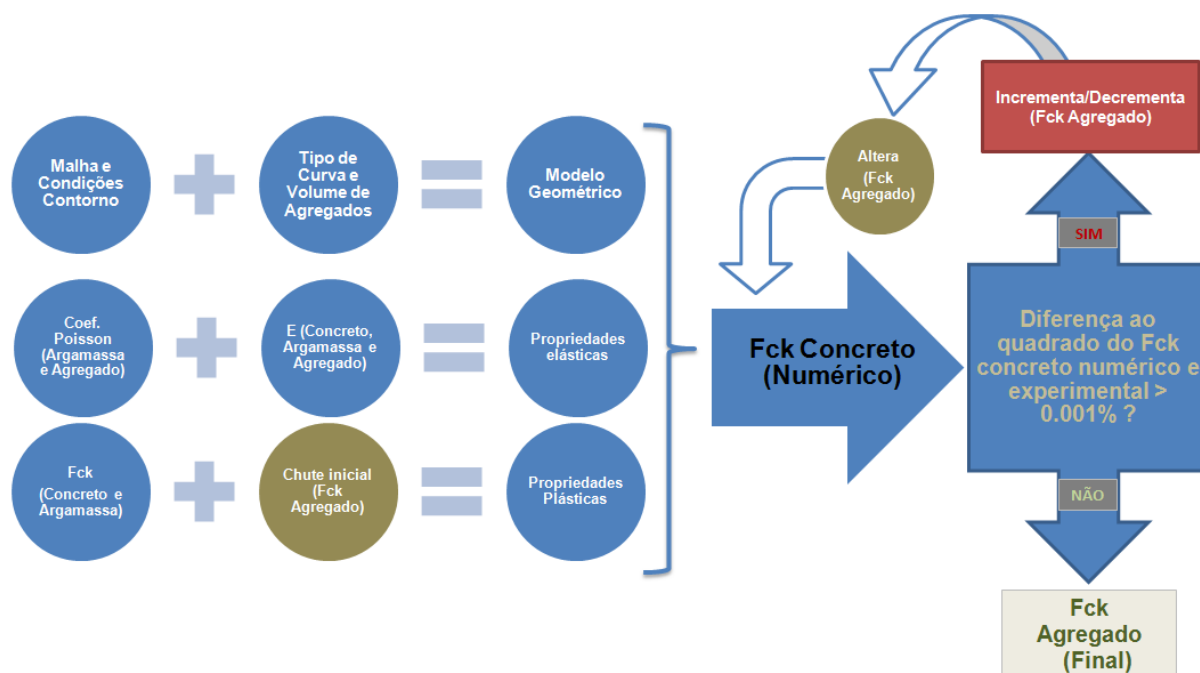 Malha e
Condições
Contorno
Tipo de
Curva e
Volume de
Agregados
Modelo
Geométrico
Coef.
Poisson
(Argamassa
e Agregado)
E (Concreto,
Argamassa e
Agregado)
Propriedades
elásticas
Fck
(Concreto e
Argamassa)
Chute inicial
(Fck
Agregado)
Propriedades
Plásticas
Fck Concreto
(Numérico)
Altera
(Fck
Agregado)
Incrementa/Decrementa
(Fck Agregado)
SIM
Diferença ao
quadrado do Fck
concreto numérico e
experimental >
0.001% ?
NÃO
Fck
Agregado
(Final)